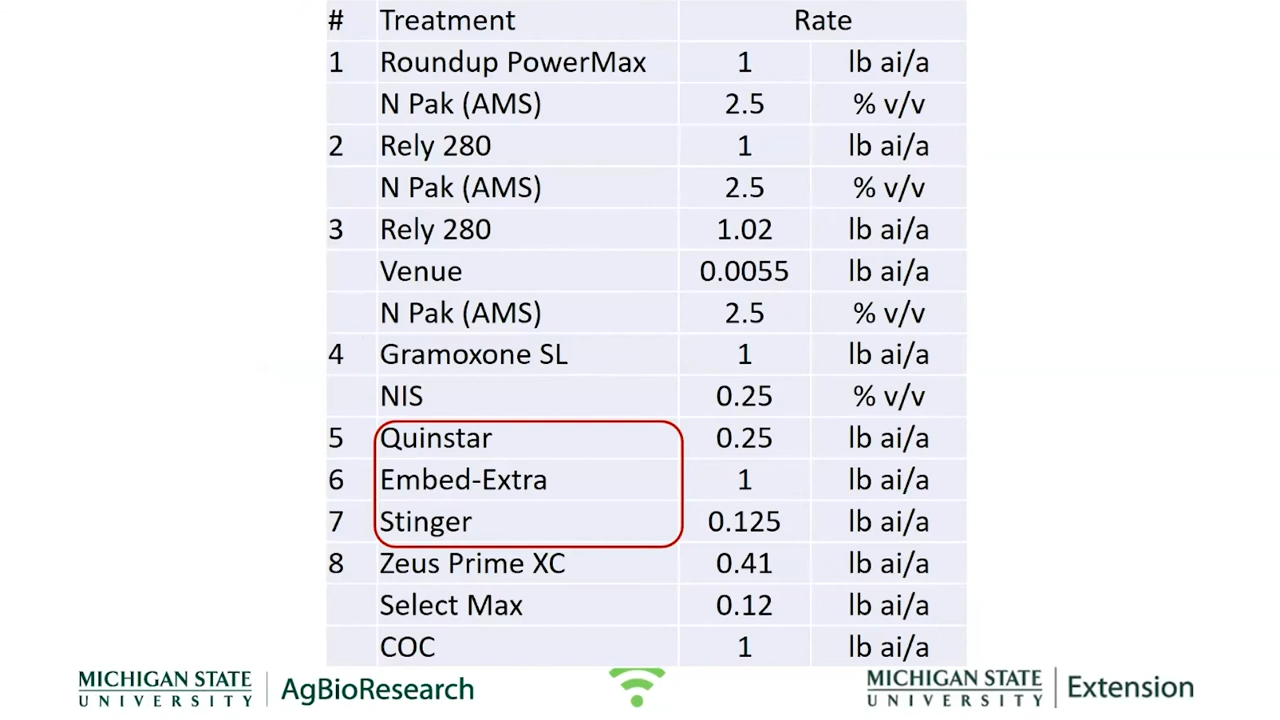 # Treatment Rate
1 Roundup PowerMax 1 lb ai/a
N Pak (AMS) 2.5 % v/v
2 Rely 280 1 lb ai/a
N Pak (AMS) 2.5 % v/v
3 Rely 280 1.02 lb ai/a
Venue 0.0055 lb ai/a
N Pak (AMS) 2.5 % v/v
4 Gramoxone SL 1 lb ai/a
NIS 0.25 % v/v
5 Quinstar 0.25 lb ai/a
6 Embed-Extra 1 lb ai/a
7 Stinger 0.125 lb ai/a
8 Zeus Prime XC 0.41 lb ai/a
Select Max 0.12 lb ai/a
COC 1 lb ai/a
MICHIGAN STATE
UNIVERSITY
AgBioResearch
MICHIGAN STATE
UNIVERSITY
Extension